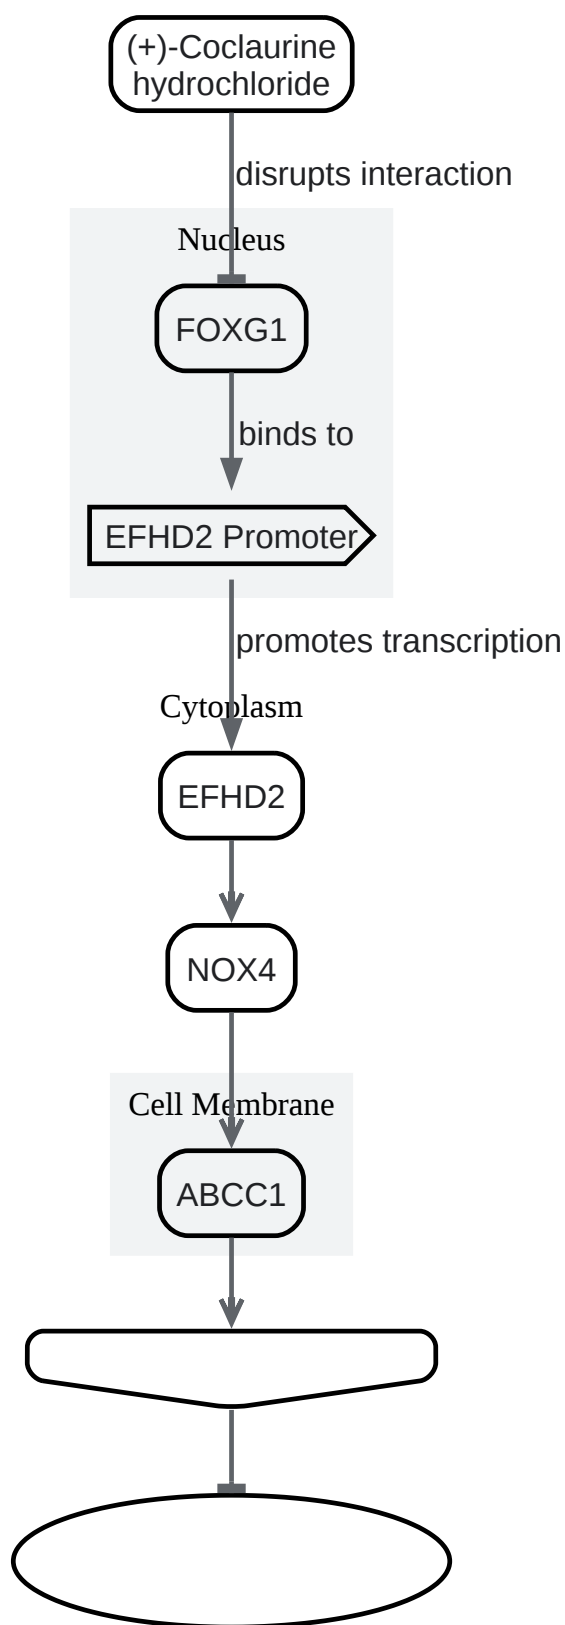 (+)-Coclaurine
hydrochloride
disrupts interaction
Nucleus
FOXG1
binds to
EFHD2 Promoter
promotes transcription
Cytoplasm
EFHD2
NOX4
Cell Membrane
ABCC1